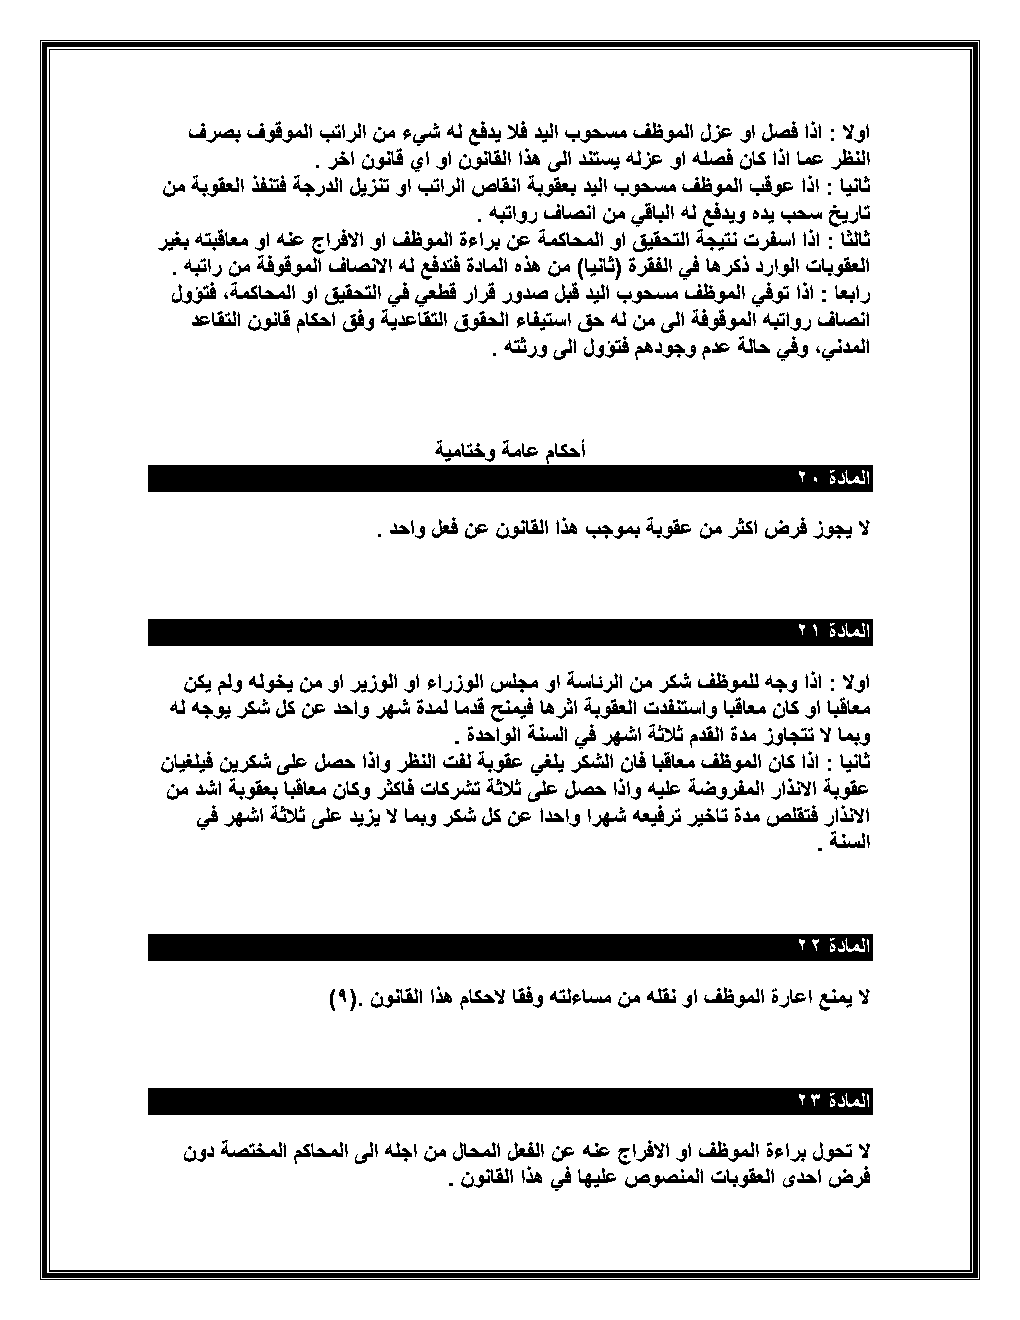 اولا : اذا فصل او عزل الموظف مسحوب اليد فلا يدفع له شيء من الراتب الموقوف بصرف
النظر عما اذا كان فصله او عزله يستند الى هذا القانون او اي قانون اخر .
ثانيا : اذا عوقب الموظف مسحوب اليد بعقوبة انقاص الراتب او تنزيل الدرجة فتنفذ العقوبة من
تاريخ سحب يده ويدفع له الباقي من انصاف رواتبه .
ثالثا : اذا اسفرت نتيجة التحقيق او المحاكمة عن براءة الموظف او الافراج عنه او معاقبته بغير
العقوبات الوارد ذكرها في الفقرة (ثانيا) من هذه المادة فتدفع له الانصاف الموقوفة من راتبه .
رابعا : اذا توفي الموظف مسحوب اليد قبل صدور قرار قطعي في التحقيق او المحاكمة، فتؤول
انصاف رواتبه الموقوفة الى من له حق استيفاء الحقوق التقاعدية وفق احكام قانون التقاعد
المدني، وفي حالة عدم وجودهم فتؤول الى ورثته .
أحكام عامة وختامية
المادة ٢٠
لا يجوز فرض اكثر من عقوبة بموجب هذا القانون عن فعل واحد .
المادة ٢١
اولا : اذا وجه للموظف شكر من الرئاسة او مجلس الوزراء او الوزير او من يخوله ولم يكن
معاقبا او كان معاقبا واستنفدت العقوبة اثرها فيمنح قدما لمدة شهر واحد عن كل شكر يوجه له
وبما لا تتجاوز مدة القدم ثلاثة اشهر في السنة الواحدة .
ثانيا : اذا كان الموظف معاقبا فان الشكر يلغي عقوبة لفت النظر واذا حصل على شكرين فيلغيان
عقوبة الانذار المفروضة عليه واذا حصل على ثلاثة تشركات فاكثر وكان معاقبا بعقوبة اشد من
الانذار فتقلص مدة تاخير ترفيعه شهرا واحدا عن كل شكر وبما لا يزيد على ثلاثة اشهر في
السنة .
المادة ٢٢
لا يمنع اعارة الموظف او نقله من مساءلته وفقا لاحكام هذا القانون .(٩)
المادة ٢٣
لا تحول براءة الموظف او الافراج عنه عن الفعل المحال من اجله الى المحاكم المختصة دون
فرض احدى العقوبات المنصوص عليها في هذا القانون .